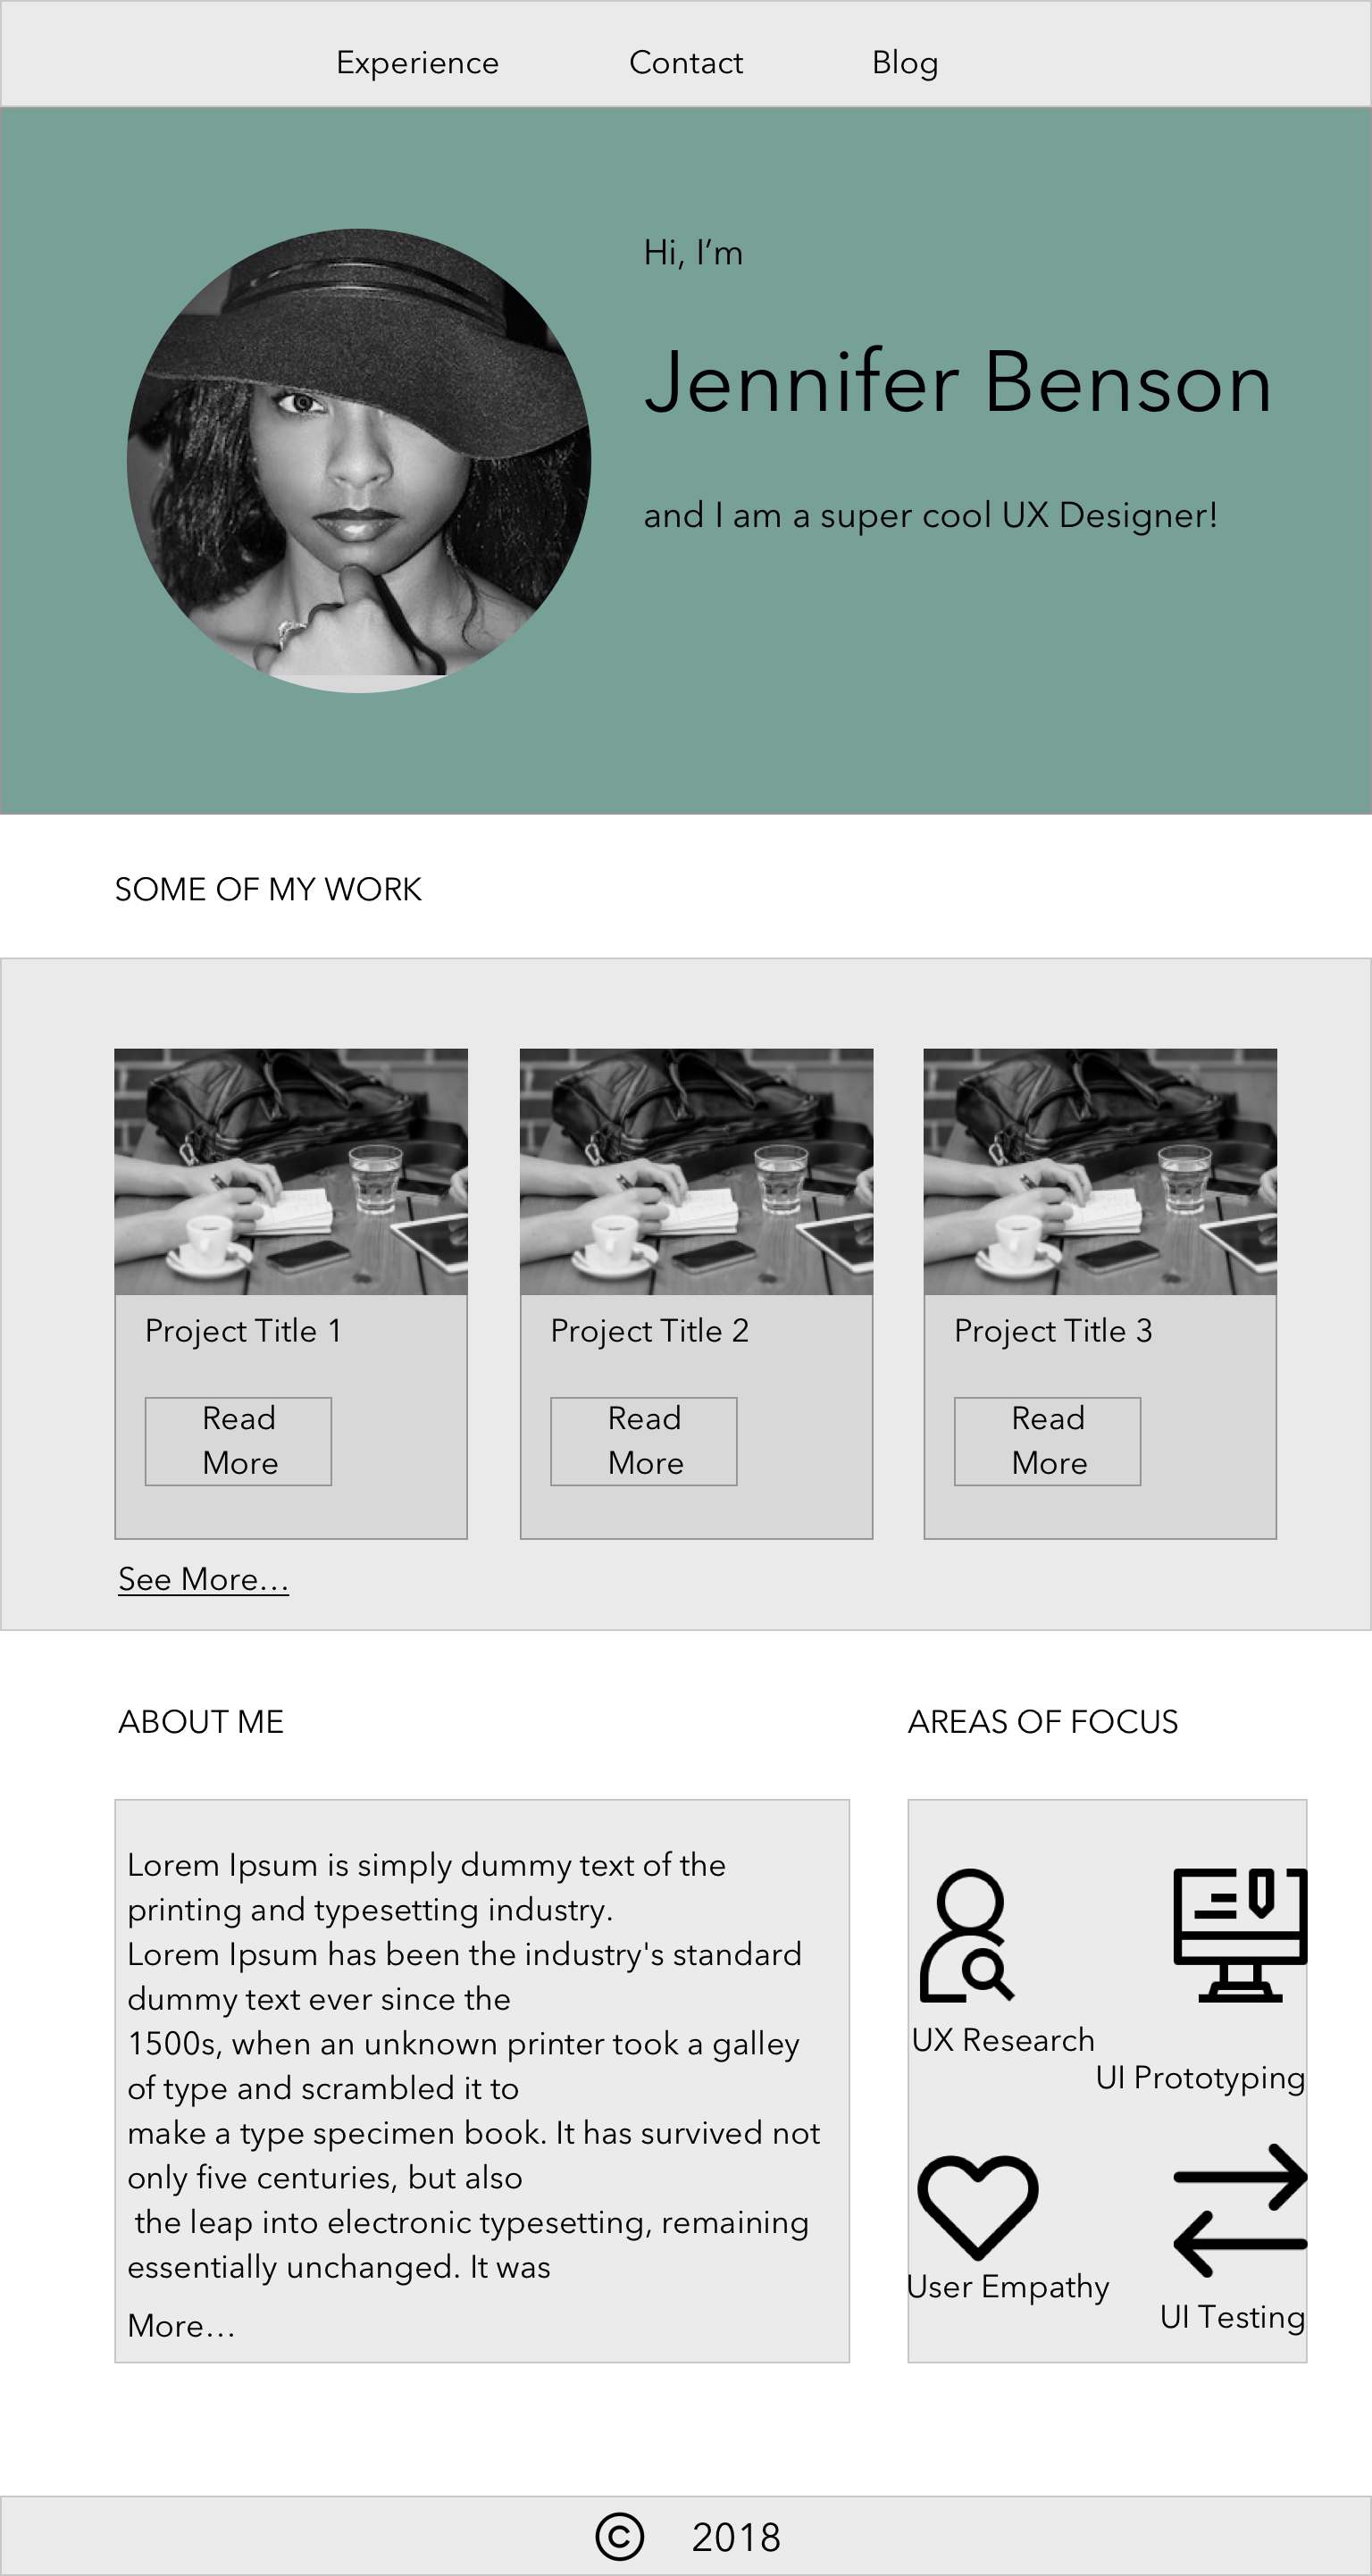 Experience Contact Blog
Hi, I’m
Jennifer Benson
and I am a super cool UX Designer!
SOME OF MY WORK
Project Title 1
Read
More
Project Title 2
Read
More
Project Title 3
Read
More
See More...
ABOUT ME
Lorem Ipsum is simply dummy text of the
printing and typesetting industry.
Lorem Ipsum has been the industry's standard
dummy text ever since the
1500s, when an unknown printer took a galley
of type and scrambled it to
make a type specimen book. It has survived not
only five centuries, but also
the leap into electronic typesetting, remaining
essentially unchanged. It was
More...
AREAS OF FOCUS
UX Research
UI Prototyping
User Empathy
UI Testing
© 2018